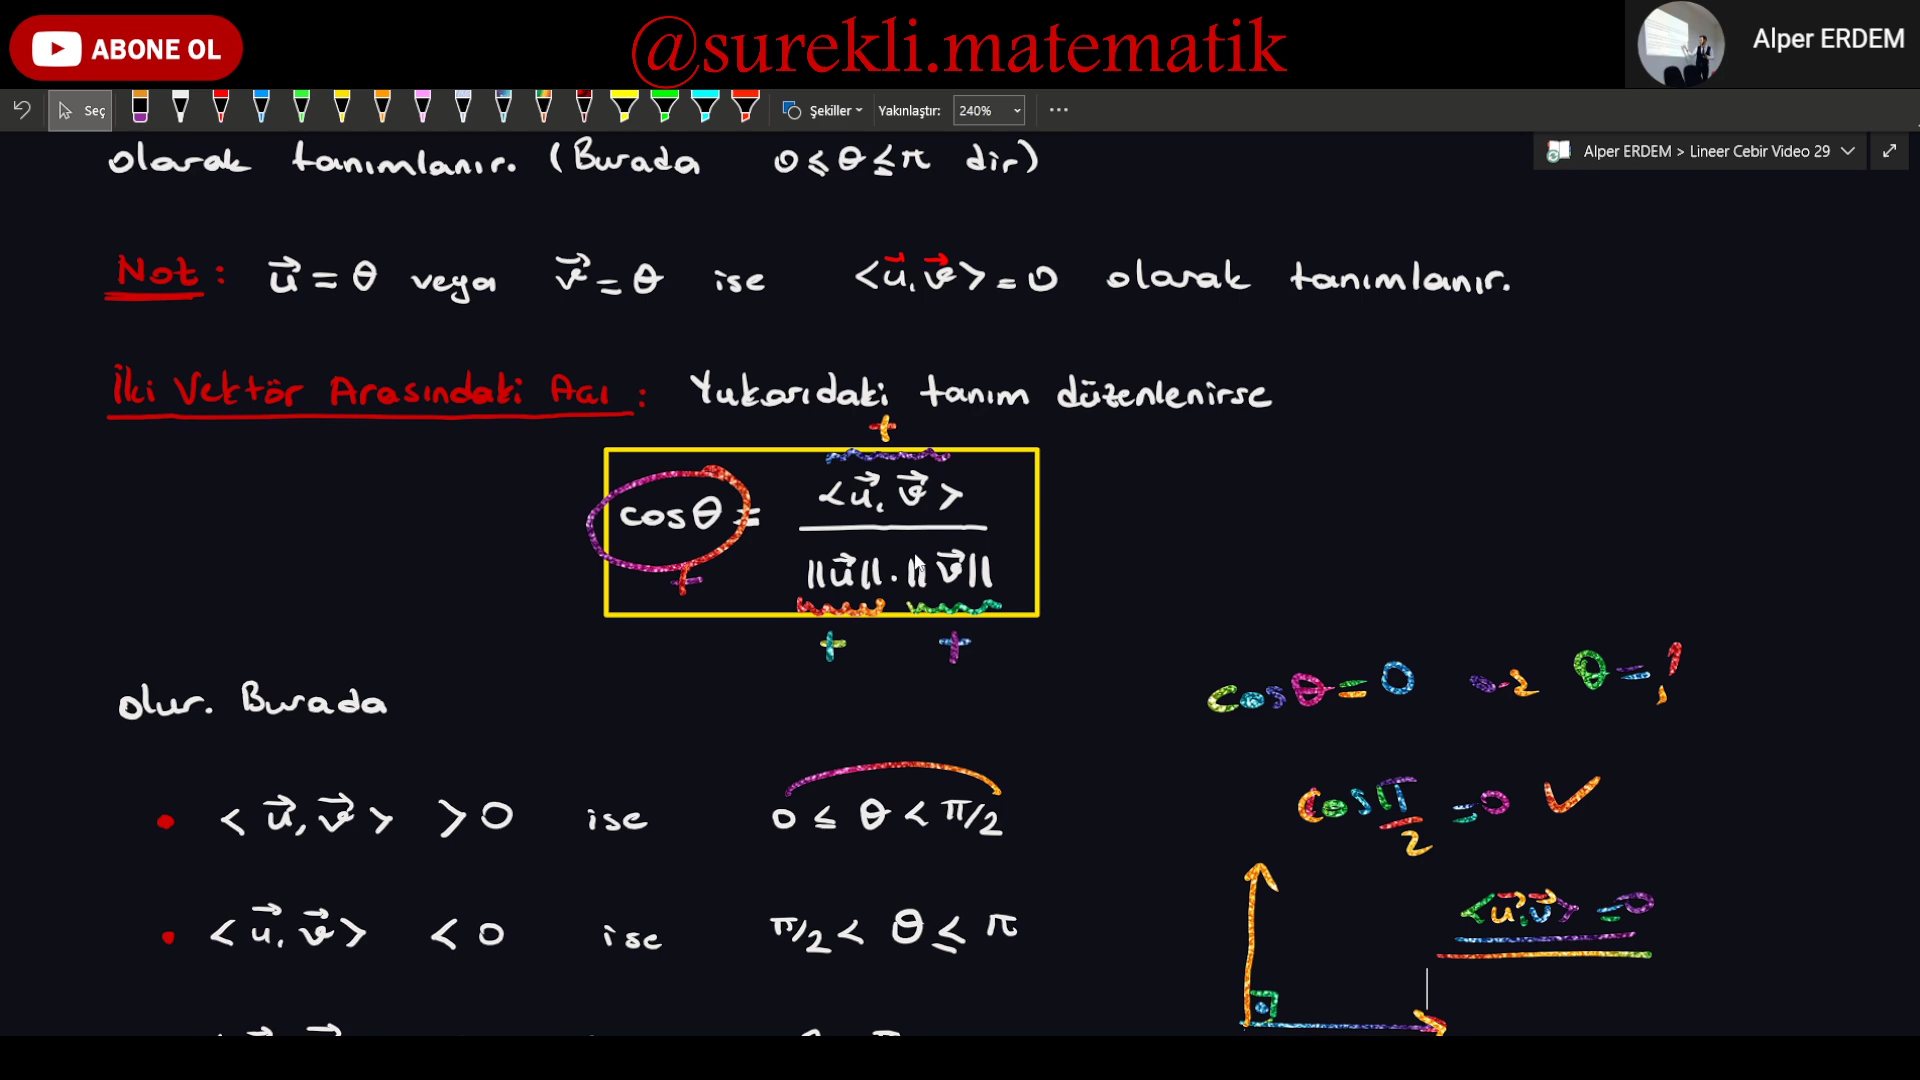 ABONE OL
@surekli.matematik
Alper ERDEM
Seç
Şekiller
Yakınlaştır:
240%
Alper ERDEM > Lineer Cebir Video 29
olarak tanımlanır. (Burada 0 ≤ θ ≤ π dir)
Not: u⃗ = θ veya v⃗ = θ ise <u⃗, v⃗> = 0 olarak tanımlanır.
İki Vektör Arasındaki Açı: Yukarıdaki tanım düzenlenirse
+
cosθ = <u⃗, v⃗> / ||u⃗|| . ||v⃗||
+
+ +
olur. Burada
cosθ = 0 θ = !
• <u⃗, v⃗> > 0 ise 0 ≤ θ < π/2
cos π/2 = 0 ✓
• <u⃗, v⃗> < 0 ise π/2 < θ ≤ π
<u⃗, v⃗> = 0